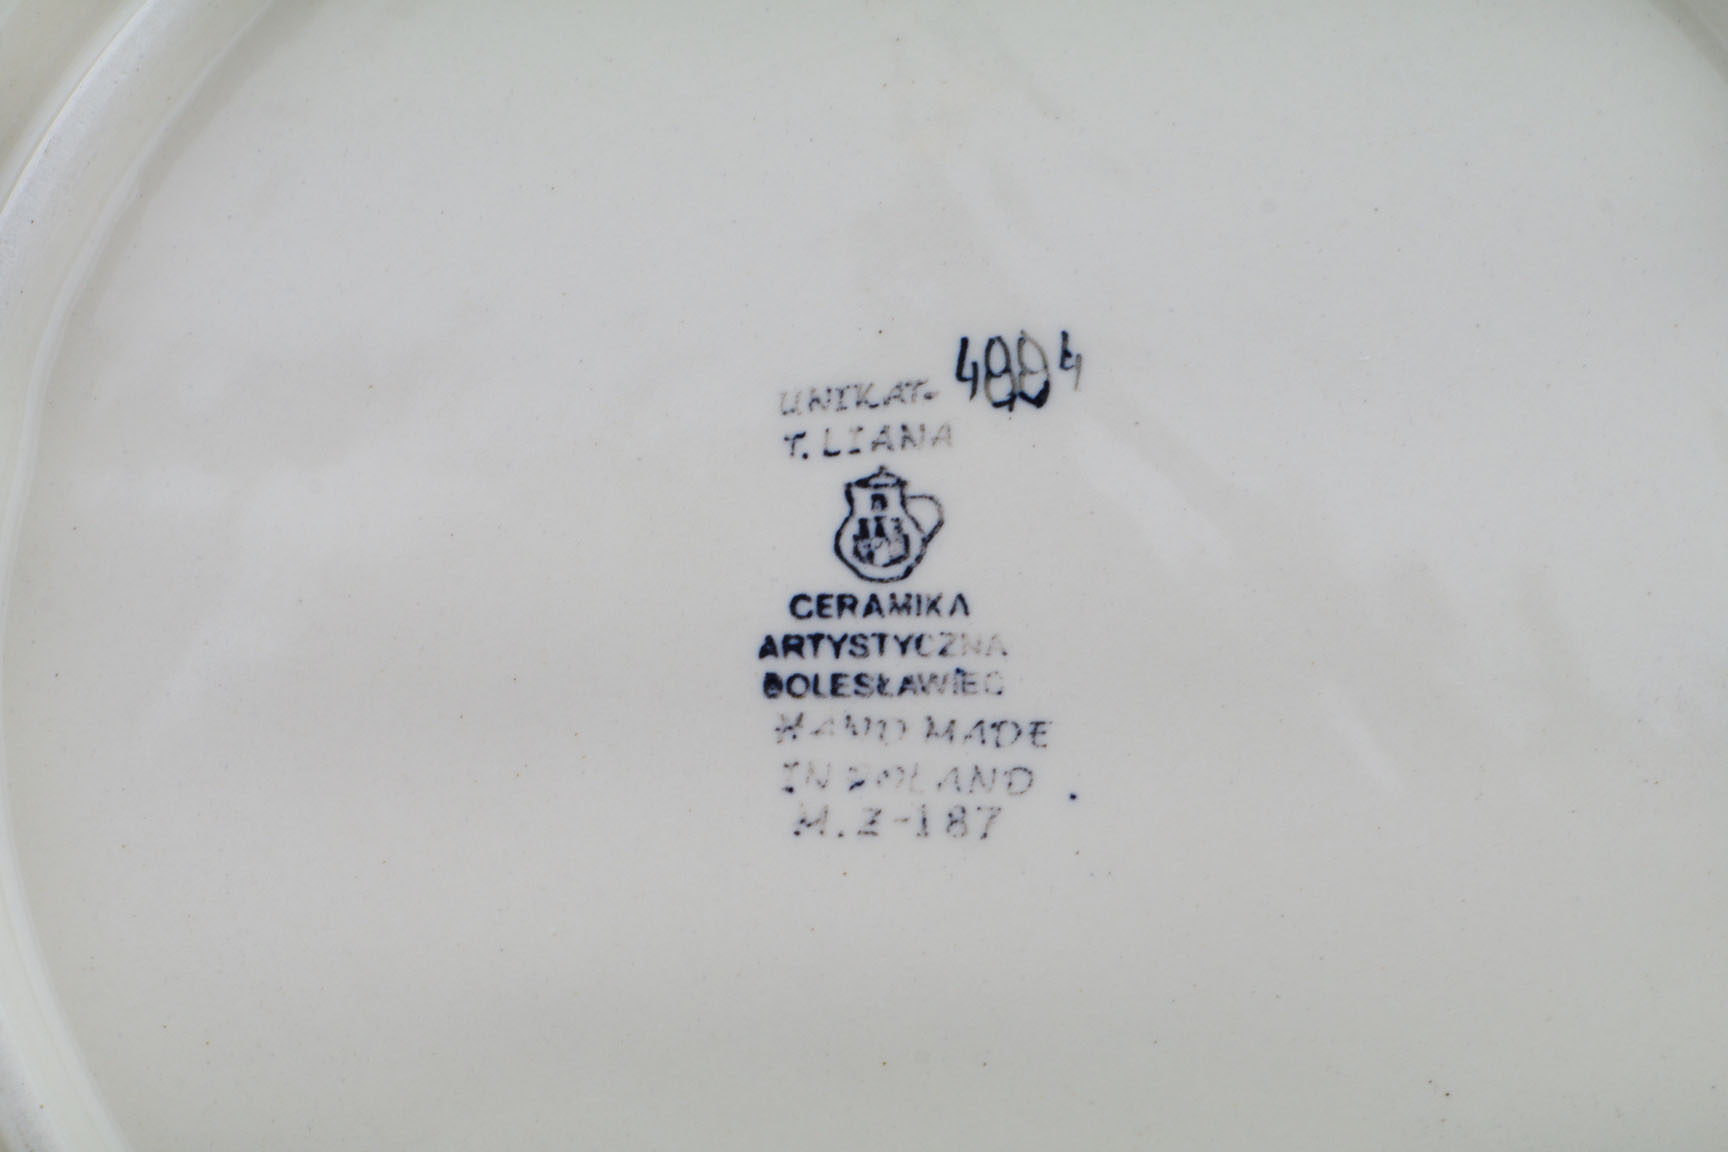 UNIKAT.
T. LIANA
CERAMIKA
ARTYSTYCZNA
BOLESŁAWIEC
HAND MADE
IN POLAND
M.Z-187